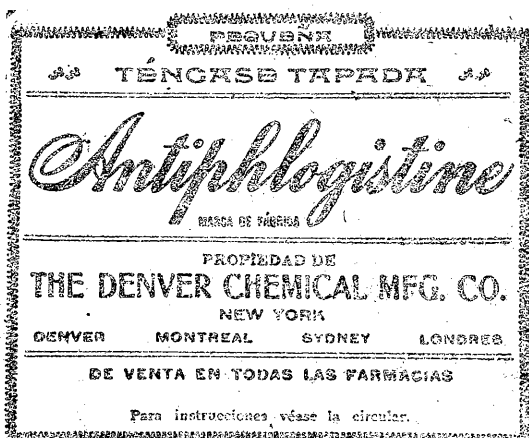 PEQUEÑA
TÉNGASE TAPADA
Antiphlogistine
MARCA DE FÁBRICA
PROPIEDAD DE
THE DENVER CHEMICAL MFG. CO.
NEW YORK
DENVER MONTREAL SYDNEY LONDRES
DE VENTA EN TODAS LAS FARMACIAS
Para instrucciones véase la circular.